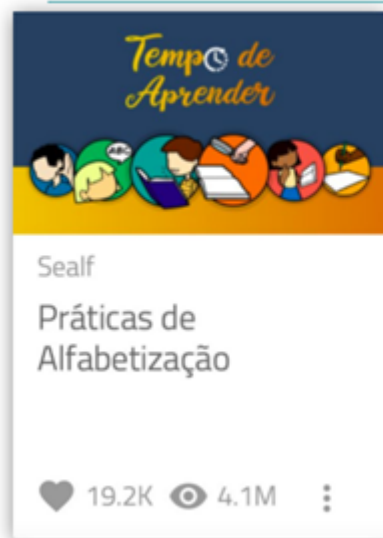 Tempo de
Aprender
ABC
Sealf
Práticas de
Alfabetização
19.2K 4.1M